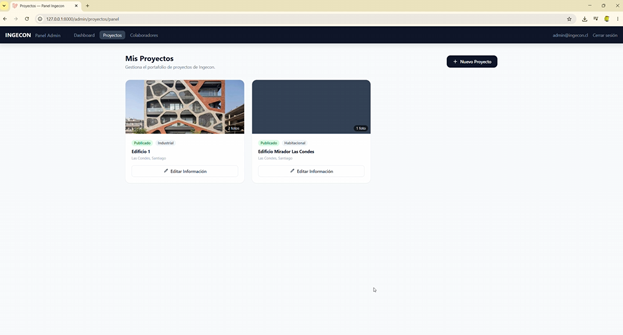 Proyectos — Panel Ingecon
127.0.0.1:8000/admin/proyectos/panel
INGECON Panel Admin Dashboard Proyectos Colaboradores admin@ingecon.cl Cerrar sesión
Mis Proyectos
Gestiona el portafolio de proyectos de Ingecon.
+ Nuevo Proyecto
2 fotos
1 foto
Publicado Industrial
Edificio 1
Las Condes, Santiago
Editar Información
Publicado Habitacional
Edificio Mirador Las Condes
Las Condes, Santiago
Editar Información